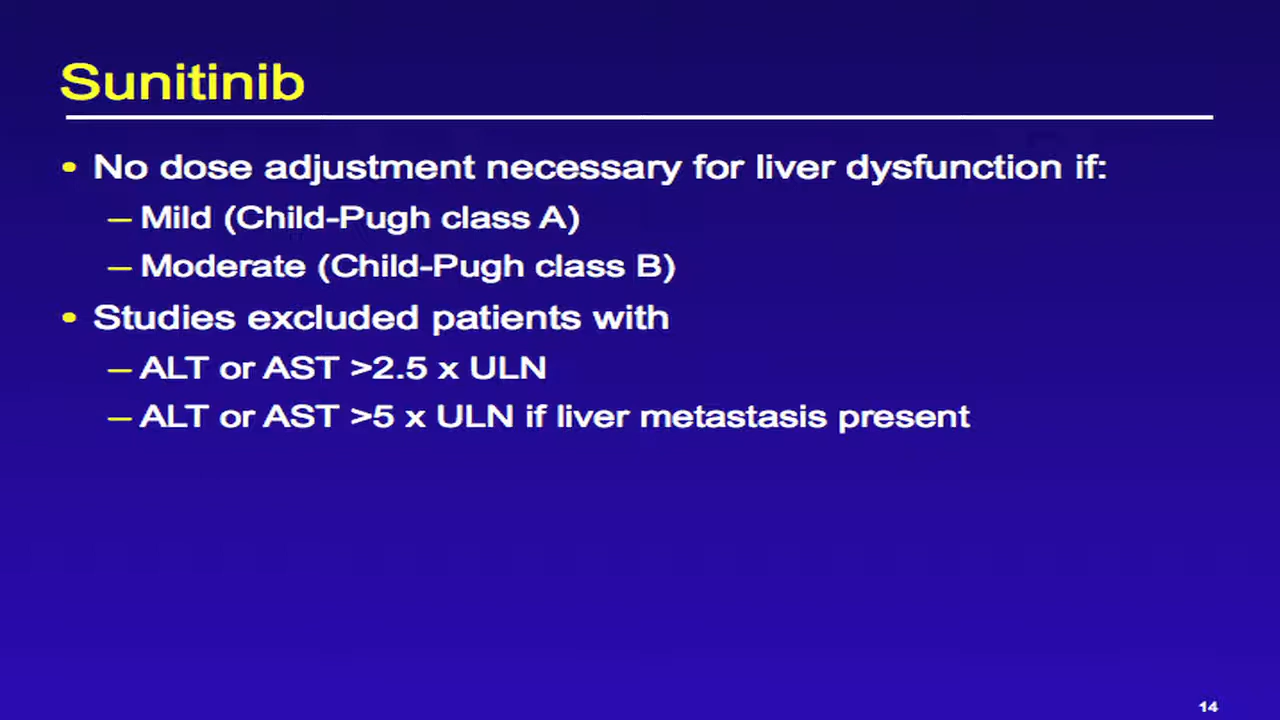 Sunitinib
• No dose adjustment necessary for liver dysfunction if:
– Mild (Child-Pugh class A)
– Moderate (Child-Pugh class B)
• Studies excluded patients with
– ALT or AST >2.5 x ULN
– ALT or AST >5 x ULN if liver metastasis present
14